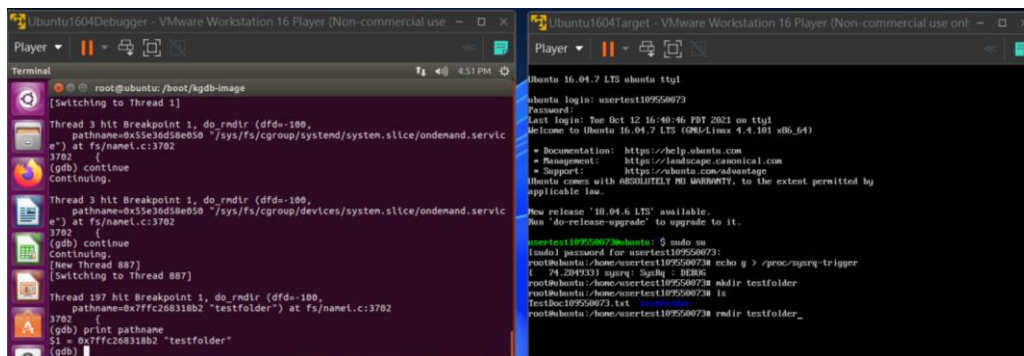 Ubuntu1604Debugger - VMware Workstation 16 Player (Non-commercial use
Player
Terminal
4:51 PM
root@ubuntu: /boot/kgdb-image
[Switching to Thread 1]
Thread 3 hit Breakpoint 1, do_rmdir (dfd=-100,
pathname=0x55e36d58e050 "/sys/fs/cgroup/systemd/system.slice/ondemand.servic
e") at fs/namei.c:3702
3702 {
(gdb) continue
Continuing.
Thread 3 hit Breakpoint 1, do_rmdir (dfd=-100,
pathname=0x55e36d58e050 "/sys/fs/cgroup/devices/system.slice/ondemand.servic
e") at fs/namei.c:3702
3702 {
(gdb) continue
Continuing.
[New Thread 887]
[Switching to Thread 887]
Thread 197 hit Breakpoint 1, do_rmdir (dfd=-100,
pathname=0x7ffc268318b2 "testfolder") at fs/namei.c:3702
3702 {
(gdb) print pathname
$1 = 0x7ffc268318b2 "testfolder"
(gdb)
Ubuntu1604Target - VMware Workstation 16 Player (Non-commercial use onl
Player
Ubuntu 16.04.7 LTS ubuntu tty1
ubuntu login: usertest109550073
Password:
Last login: Tue Oct 12 16:40:46 PDT 2021 on tty1
Welcome to Ubuntu 16.04.7 LTS (GNU/Linux 4.4.101 x86_64)
* Documentation: https://help.ubuntu.com
* Management: https://landscape.canonical.com
* Support: https://ubuntu.com/advantage
Ubuntu comes with ABSOLUTELY NO WARRANTY, to the extent permitted by
applicable law.
New release '18.04.6 LTS' available.
Run 'do-release-upgrade' to upgrade to it.
usertest109550073@ubuntu: $ sudo su
[sudo] password for usertest109550073:
root@ubuntu:/home/usertest109550073# echo g > /proc/sysrq-trigger
[ 74.284933] sysrq: SysRq : DEBUG
root@ubuntu:/home/usertest109550073# mkdir testfolder
root@ubuntu:/home/usertest109550073# ls
TestDoc109550073.txt testfolder
root@ubuntu:/home/usertest109550073# rmdir testfolder_